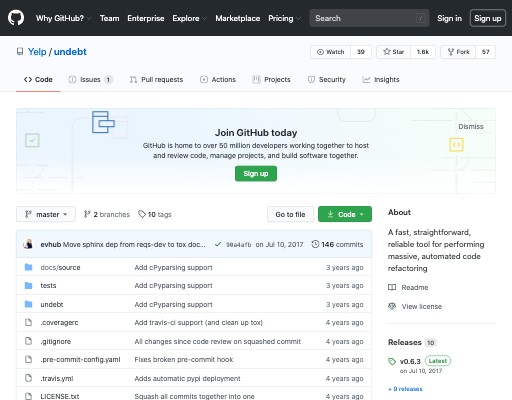 Why GitHub? Team Enterprise Explore Marketplace Pricing Search / Sign in Sign up
Yelp / undebt Watch 39 Star 1.6k Fork 57
Code Issues 1 Pull requests Actions Projects Security Insights
Dismiss
Join GitHub today
GitHub is home to over 50 million developers working together to host
and review code, manage projects, and build software together.
Sign up
master 2 branches 10 tags Go to file Code
evhub Move sphinx dep from reqs-dev to tox doc... 90a4afb on Jul 10, 2017 146 commits
docs/source Add cPyparsing support 3 years ago
tests Add cPyparsing support 3 years ago
undebt Add cPyparsing support 3 years ago
.coveragerc Add travis-ci support (and clean up tox) 4 years ago
.gitignore All changes since code review on squashed commit 4 years ago
.pre-commit-config.yaml Fixes broken pre-commit hook 4 years ago
.travis.yml Adds automatic pypi deployment 4 years ago
LICENSE.txt Squash all commits together into one 4 years ago
About
A fast, straightforward,
reliable tool for performing
massive, automated code
refactoring
Readme
View license
Releases 10
v0.6.3 Latest
on Jul 10, 2017
+ 9 releases